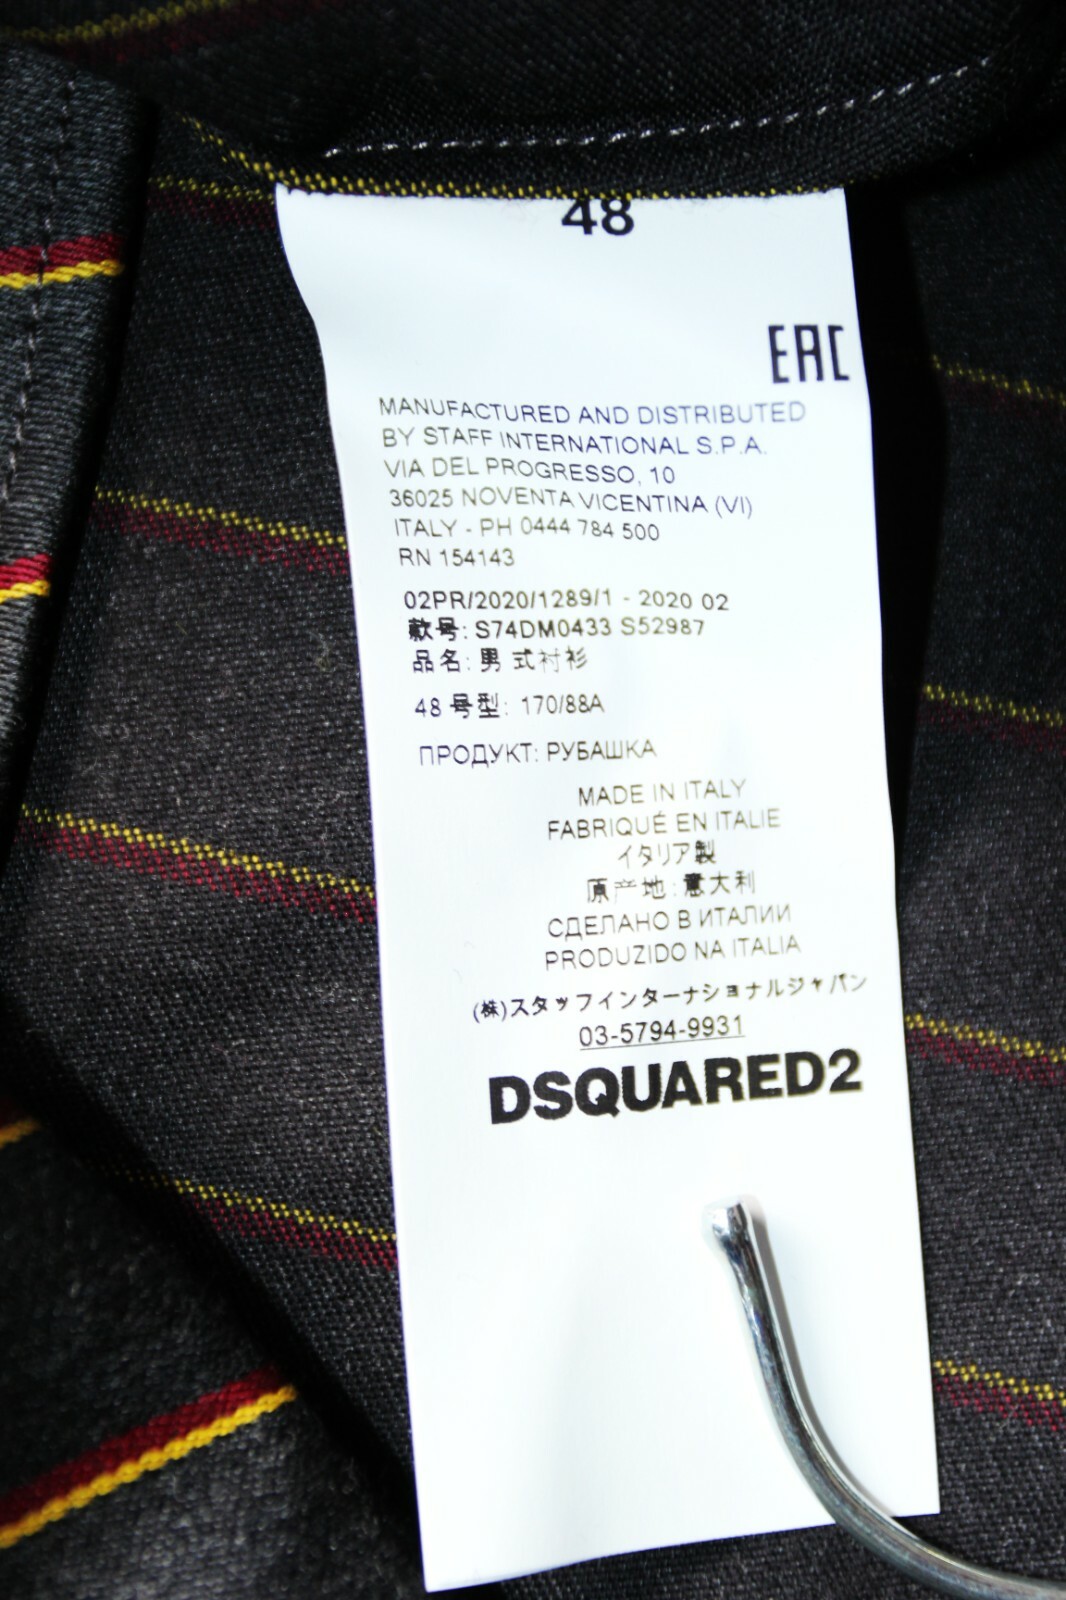 48
EAC
MANUFACTURED AND DISTRIBUTED
BY STAFF INTERNATIONAL S.P.A.
VIA DEL PROGRESSO, 10
36025 NOVENTA VICENTINA (VI)
ITALY - PH 0444 784 500
RN 154143
02PR/2020/1289/1 - 2020 02
款号: S74DM0433 S52987
品名: 男式衬衫
48 号型: 170/88A
ПРОДУКТ: РУБАШКА
MADE IN ITALY
FABRIQUÉ EN ITALIE
イタリア製
原产地:意大利
СДЕЛАНО В ИТАЛИИ
PRODUZIDO NA ITALIA
(株)スタッフインターナショナルジャパン
03-5794-9931
DSQUARED2